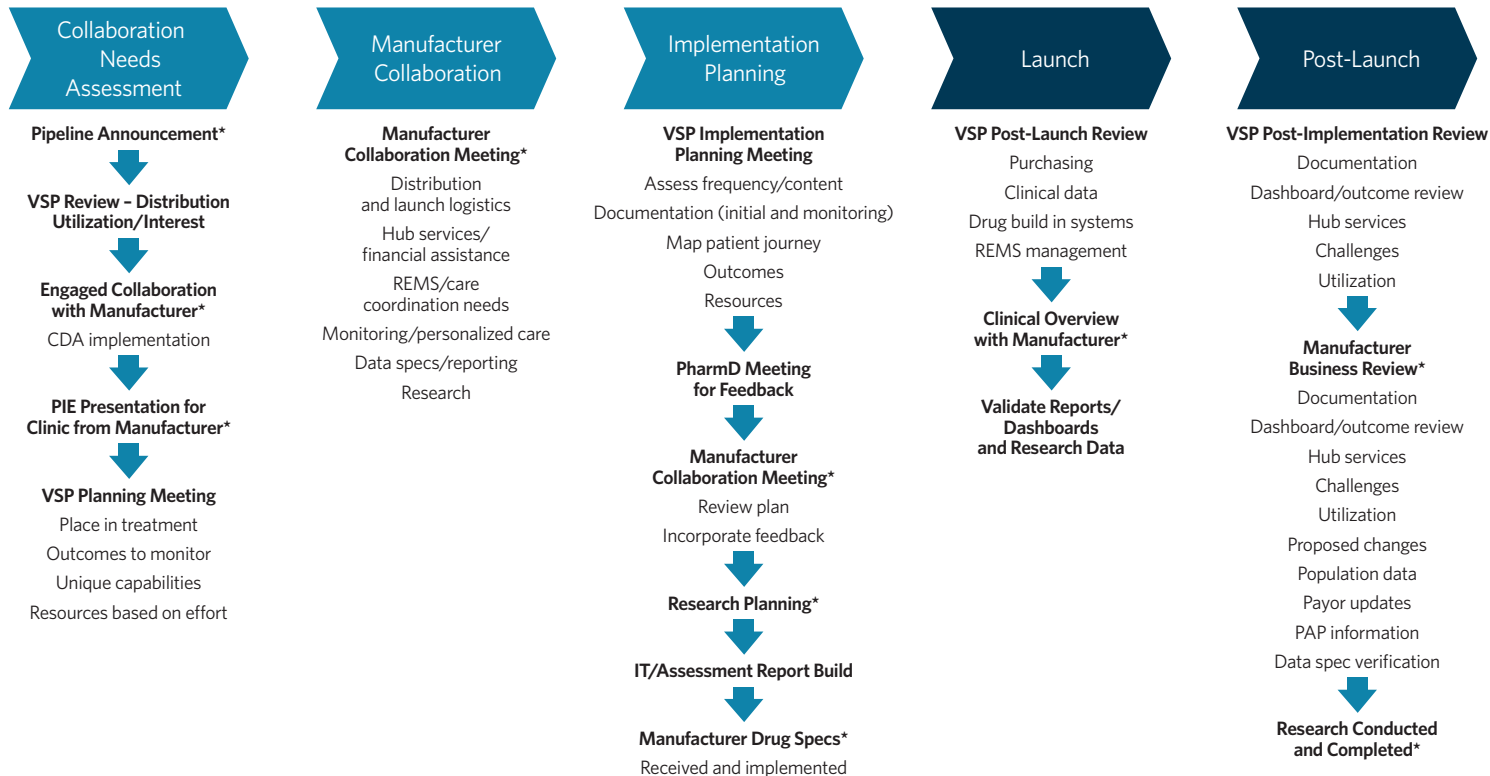 Collaboration
Needs
Assessment
Pipeline Announcement*
VSP Review – Distribution
Utilization/Interest
Engaged Collaboration
with Manufacturer*
CDA implementation
PIE Presentation for
Clinic from Manufacturer*
VSP Planning Meeting
Place in treatment
Outcomes to monitor
Unique capabilities
Resources based on effort
Manufacturer
Collaboration
Manufacturer
Collaboration Meeting*
Distribution
and launch logistics
Hub services/
financial assistance
REMS/care
coordination needs
Monitoring/personalized care
Data specs/reporting
Research
Implementation
Planning
VSP Implementation
Planning Meeting
Assess frequency/content
Documentation (initial and monitoring)
Map patient journey
Outcomes
Resources
PharmD Meeting
for Feedback
Manufacturer
Collaboration Meeting*
Review plan
Incorporate feedback
Research Planning*
IT/Assessment Report Build
Manufacturer Drug Specs*
Received and implemented
Launch
VSP Post-Launch Review
Purchasing
Clinical data
Drug build in systems
REMS management
Clinical Overview
with Manufacturer*
Validate Reports/
Dashboards
and Research Data
Post-Launch
VSP Post-Implementation Review
Documentation
Dashboard/outcome review
Hub services
Challenges
Utilization
Manufacturer
Business Review*
Documentation
Dashboard/outcome review
Hub services
Challenges
Utilization
Proposed changes
Population data
Payor updates
PAP information
Data spec verification
Research Conducted
and Completed*